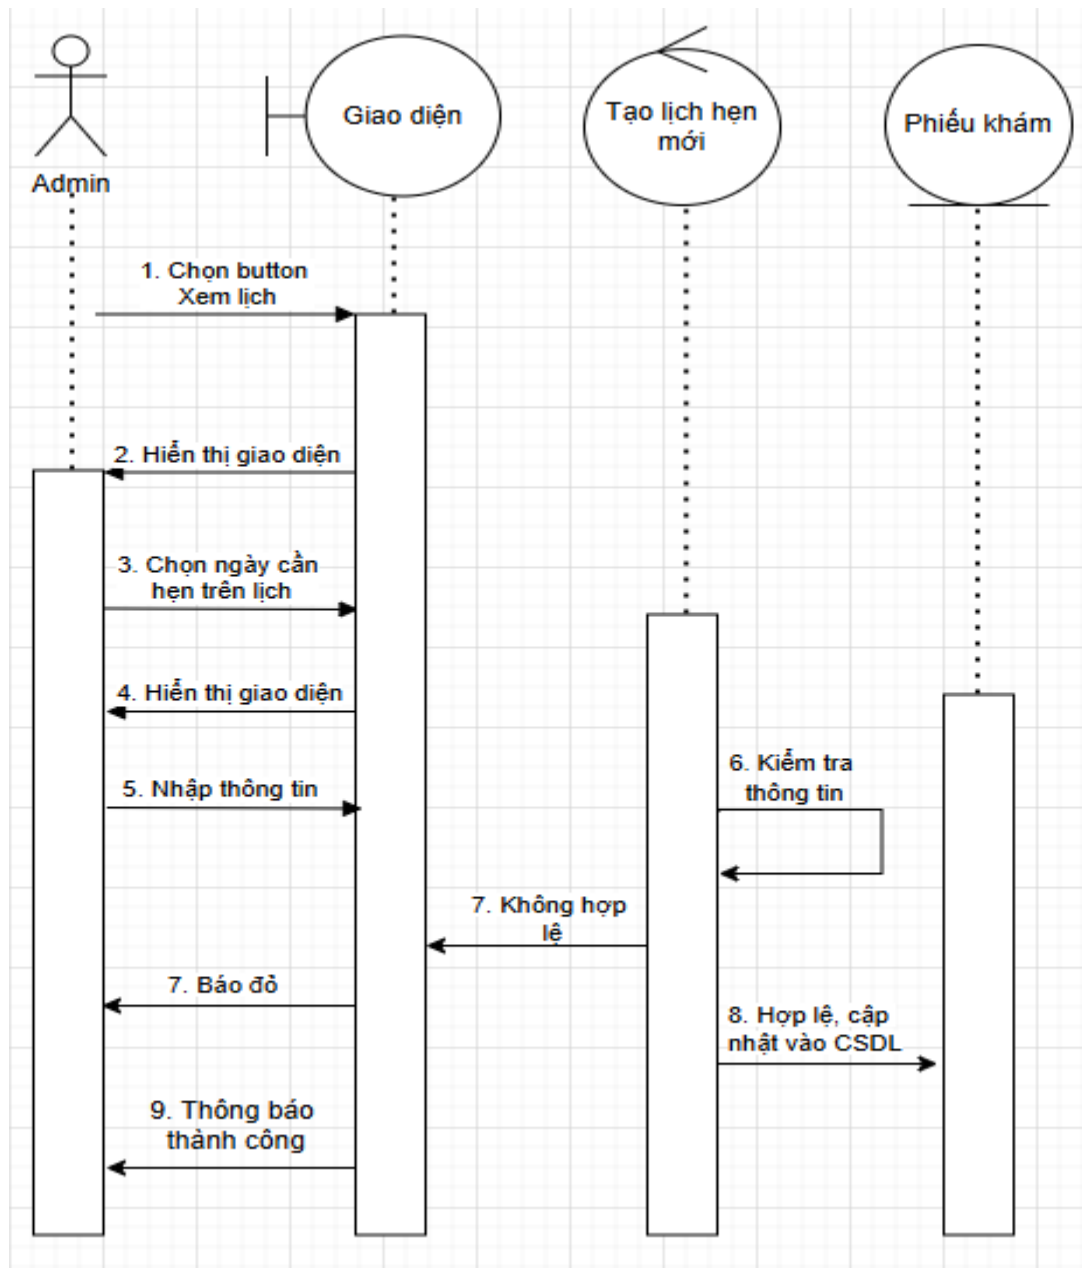 Admin
Giao diện
Tạo lịch hẹn
mới
Phiếu khám
1. Chọn button
Xem lịch
2. Hiển thị giao diện
3. Chọn ngày cần
hẹn trên lịch
4. Hiển thị giao diện
5. Nhập thông tin
6. Kiểm tra
thông tin
7. Không hợp
lệ
7. Báo đỏ
8. Hợp lệ, cập
nhật vào CSDL
9. Thông báo
thành công